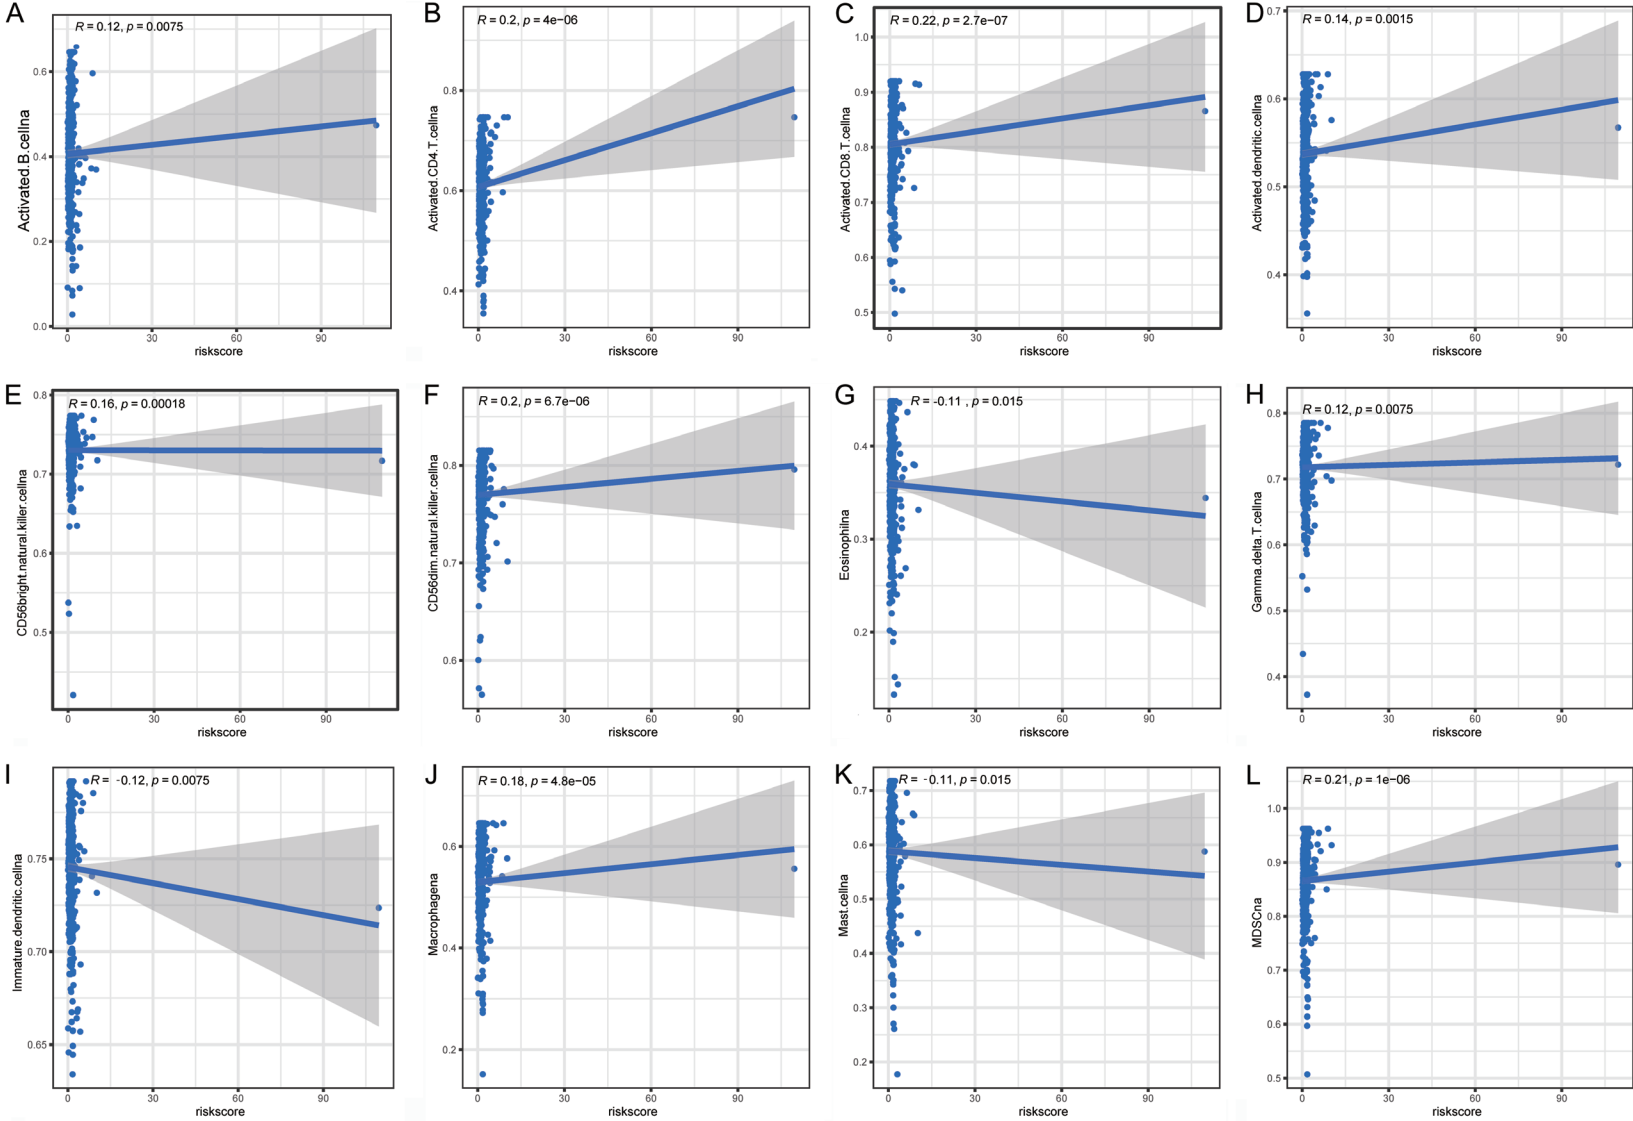 A
R = 0.12, p = 0.0075
Activated.B.cellna
0.6
0.4
0.2
0.0
0 30 60 90
riskscore
B
R = 0.2, p = 4e−06
Activated.CD4.T.cellna
0.8
0.6
0.4
0 30 60 90
riskscore
C
R = 0.22, p = 2.7e−07
Activated.CD8.T.cellna
1.0
0.9
0.8
0.7
0.6
0.5
0 30 60 90
riskscore
D
R = 0.14, p = 0.0015
Activated.dendritic.cellna
0.7
0.6
0.5
0.4
0 30 60 90
riskscore
E
R = 0.16, p = 0.00018
CD56bright.natural.killer.cellna
0.8
0.7
0.6
0.5
0 30 60 90
riskscore
F
R = 0.2, p = 6.7e−06
CD56dim.natural.killer.cellna
0.8
0.7
0.6
0 30 60 90
riskscore
G
R = -0.11 , p = 0.015
Eosinophilna
0.4
0.3
0.2
0 30 60 90
riskscore
H
R = 0.12, p = 0.0075
Gamma.delta.T.cellna
0.8
0.7
0.6
0.5
0.4
0 30 60 90
riskscore
I
R = -0.12, p = 0.0075
Immature.dendritic.cellna
0.75
0.70
0.65
0 30 60 90
riskscore
J
R = 0.18, p = 4.8e−05
Macrophagena
0.6
0.4
0.2
0 30 60 90
riskscore
K
R = -0.11, p = 0.015
Mast.cellna
0.7
0.6
0.5
0.4
0.3
0.2
0 30 60 90
riskscore
L
R = 0.21, p = 1e−06
MDSCna
1.0
0.9
0.8
0.7
0.6
0.5
0 30 60 90
riskscore